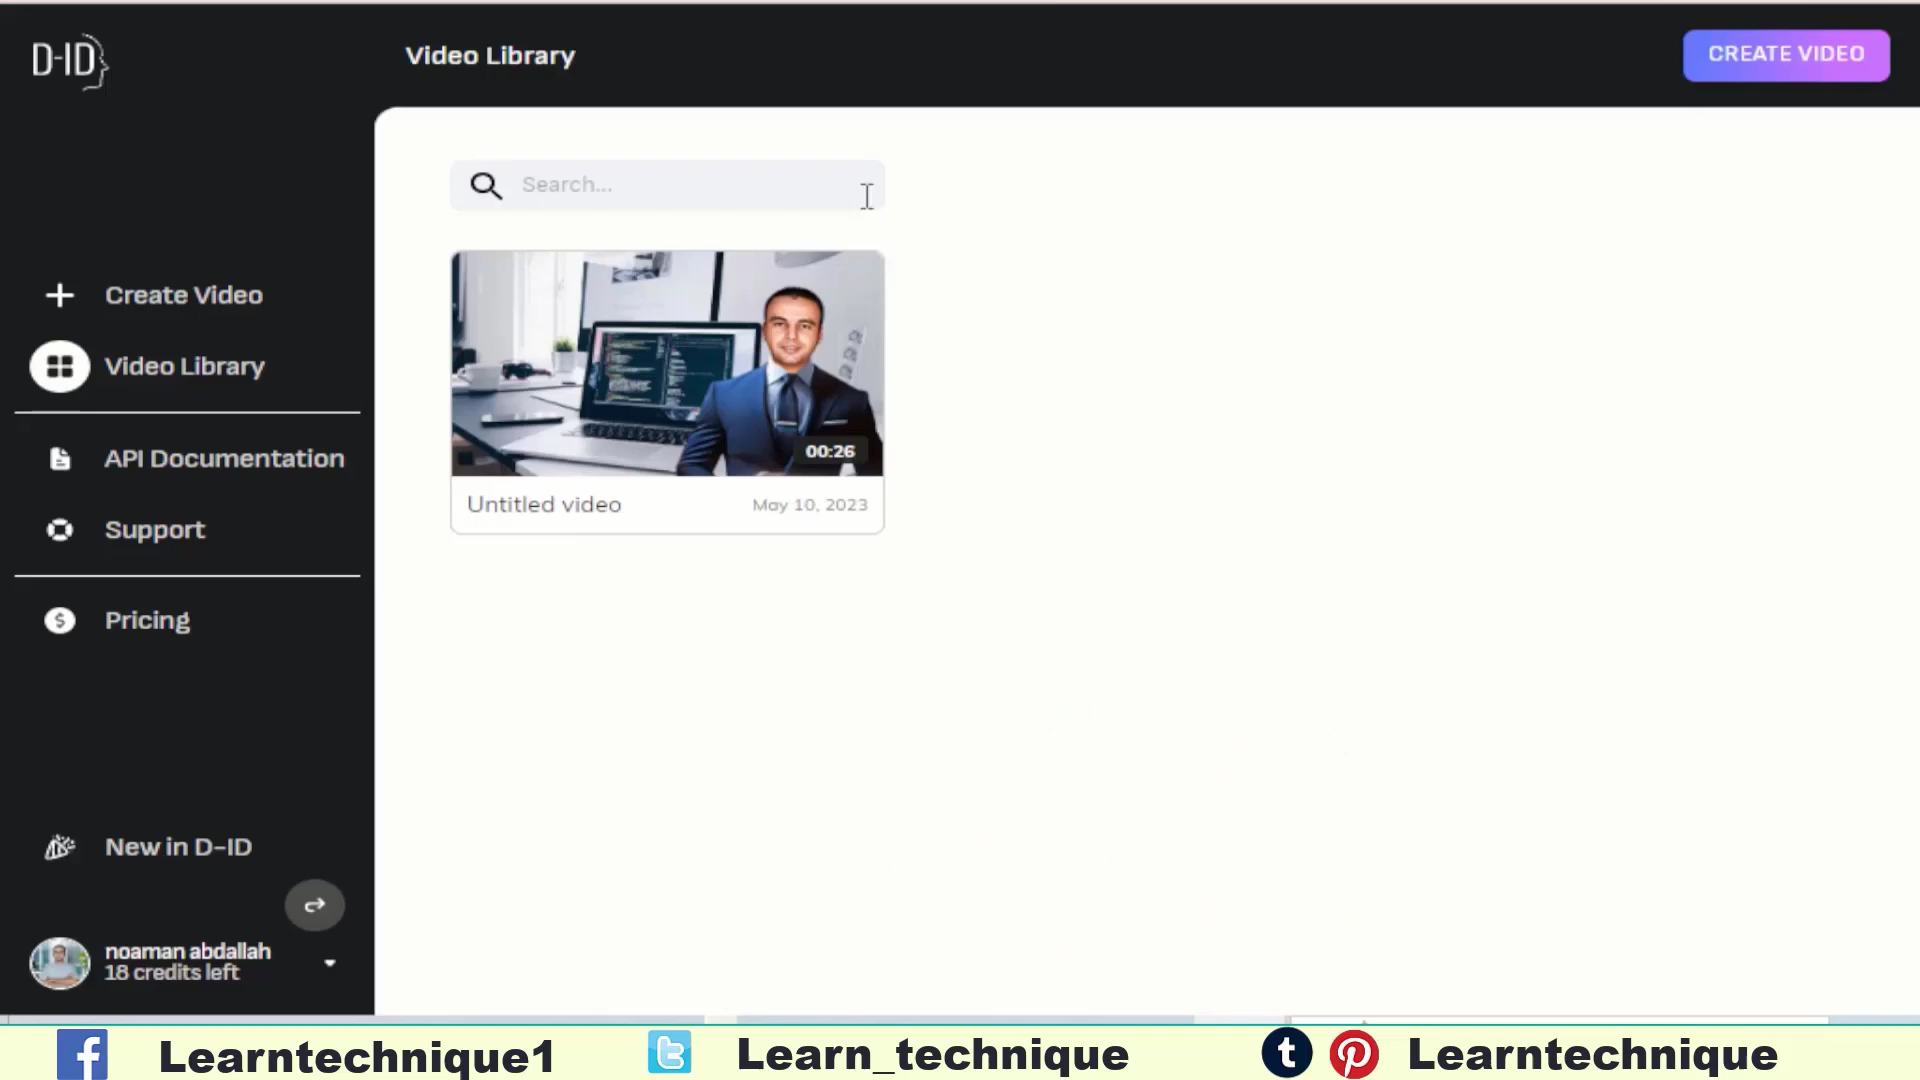 D-ID
Video Library
CREATE VIDEO
Search...
Create Video
Video Library
API Documentation
Support
Pricing
00:26
Untitled video
May 10, 2023
New in D-ID
noaman abdallah
18 credits left
Learntechnique1
Learn_technique
Learntechnique